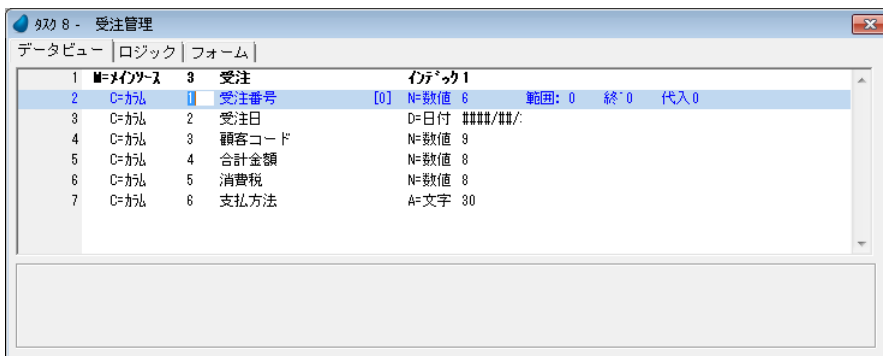 ﾀｽｸ 8 - 受注管理
データビュー ロジック フォーム
1 M=ﾒｲﾝｿｰｽ 3 受注 ｲﾝﾃﾞｯｸ 1
2 C=ｶﾗﾑ 1 受注番号 [0] N=数値 6 範囲: 0 終ﾞ 0 代入 0
3 C=ｶﾗﾑ 2 受注日 D=日付 ####/##/:
4 C=ｶﾗﾑ 3 顧客コード N=数値 9
5 C=ｶﾗﾑ 4 合計金額 N=数値 8
6 C=ｶﾗﾑ 5 消費税 N=数値 8
7 C=ｶﾗﾑ 6 支払方法 A=文字 30